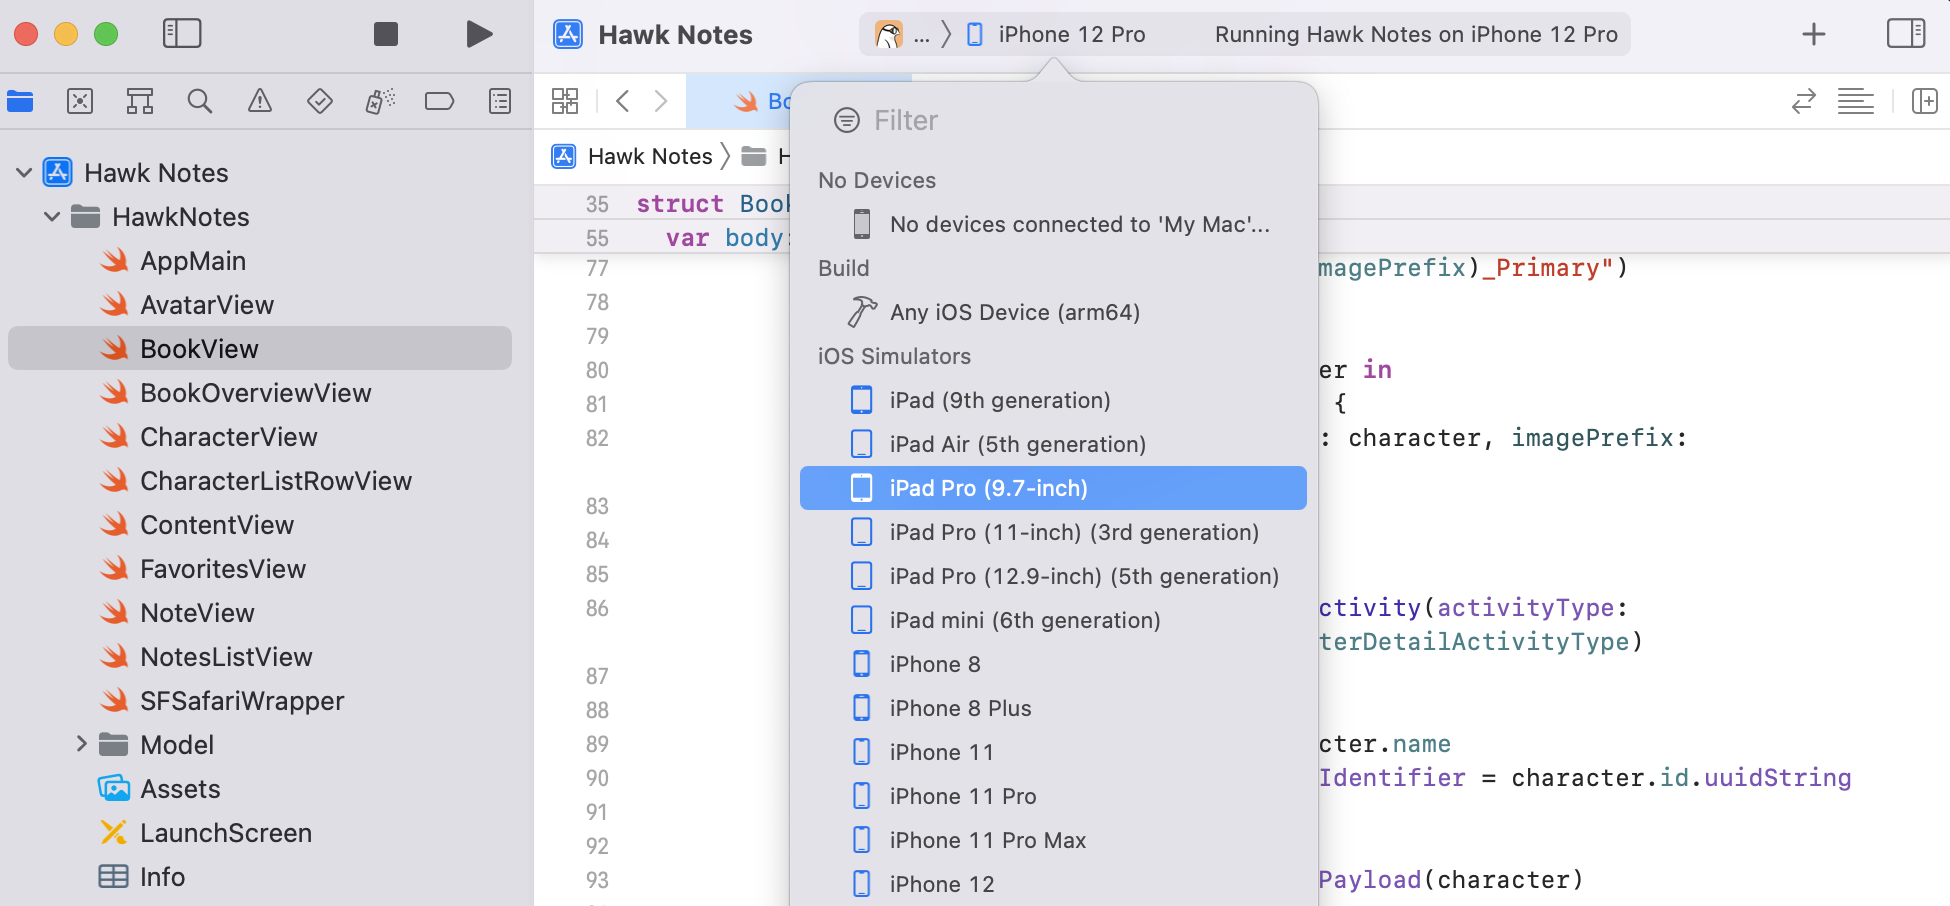 Hawk Notes
... 〉 iPhone 12 Pro
Running Hawk Notes on iPhone 12 Pro
Hawk Notes
HawkNotes
AppMain
AvatarView
BookView
BookOverviewView
CharacterView
CharacterListRowView
ContentView
FavoritesView
NoteView
NotesListView
SFSafariWrapper
Model
Assets
LaunchScreen
Info
Bo
Hawk Notes 〉 H
35 struct Book
55 var body:
77 magePrefix)_Primary")
78
79
80 er in
81 {
82 : character, imagePrefix:
83
84
85
86 ctivity(activityType:
terDetailActivityType)
87
88
89 cter.name
90 Identifier = character.id.uuidString
91
92
93 Payload(character)
Filter
No Devices
No devices connected to 'My Mac'...
Build
Any iOS Device (arm64)
iOS Simulators
iPad (9th generation)
iPad Air (5th generation)
iPad Pro (9.7-inch)
iPad Pro (11-inch) (3rd generation)
iPad Pro (12.9-inch) (5th generation)
iPad mini (6th generation)
iPhone 8
iPhone 8 Plus
iPhone 11
iPhone 11 Pro
iPhone 11 Pro Max
iPhone 12